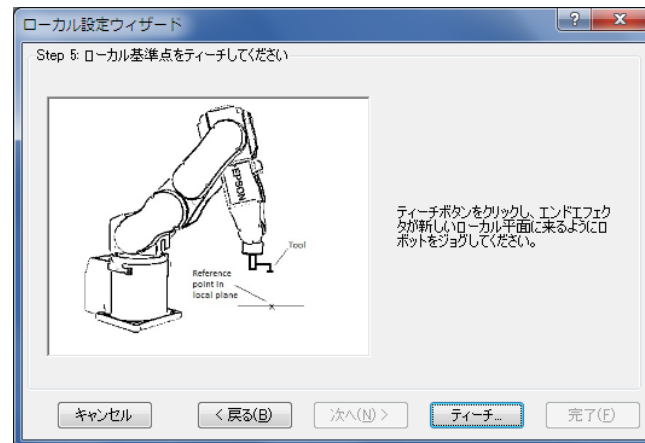 ローカル設定ウィザード
Step 5: ローカル基準点をティーチしてください
EPSON
Tool
Reference
point in
local plane
ティーチボタンをクリックし、エンドエフェク
タが新しいローカル平面に来るようにロ
ボットをジョグしてください。
キャンセル
< 戻る(B)
次へ(N) >
ティーチ...
完了(F)